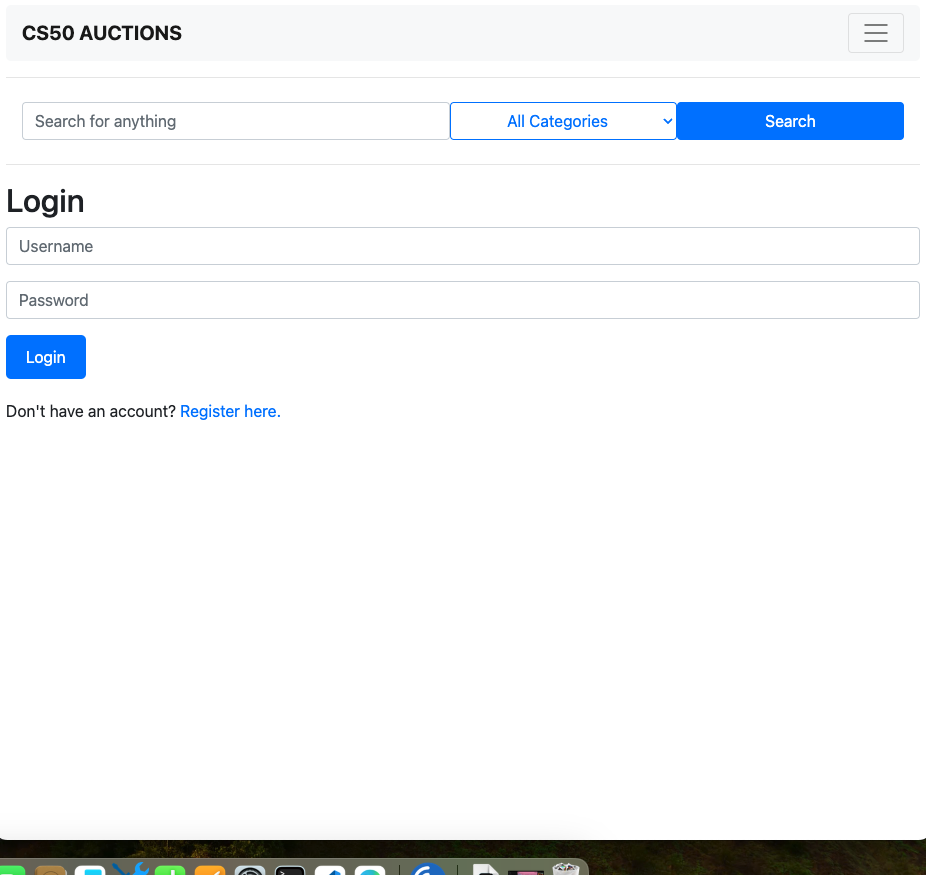 CS50 AUCTIONS
Search for anything All Categories Search
Login
Username
Password
Login
Don't have an account? Register here.